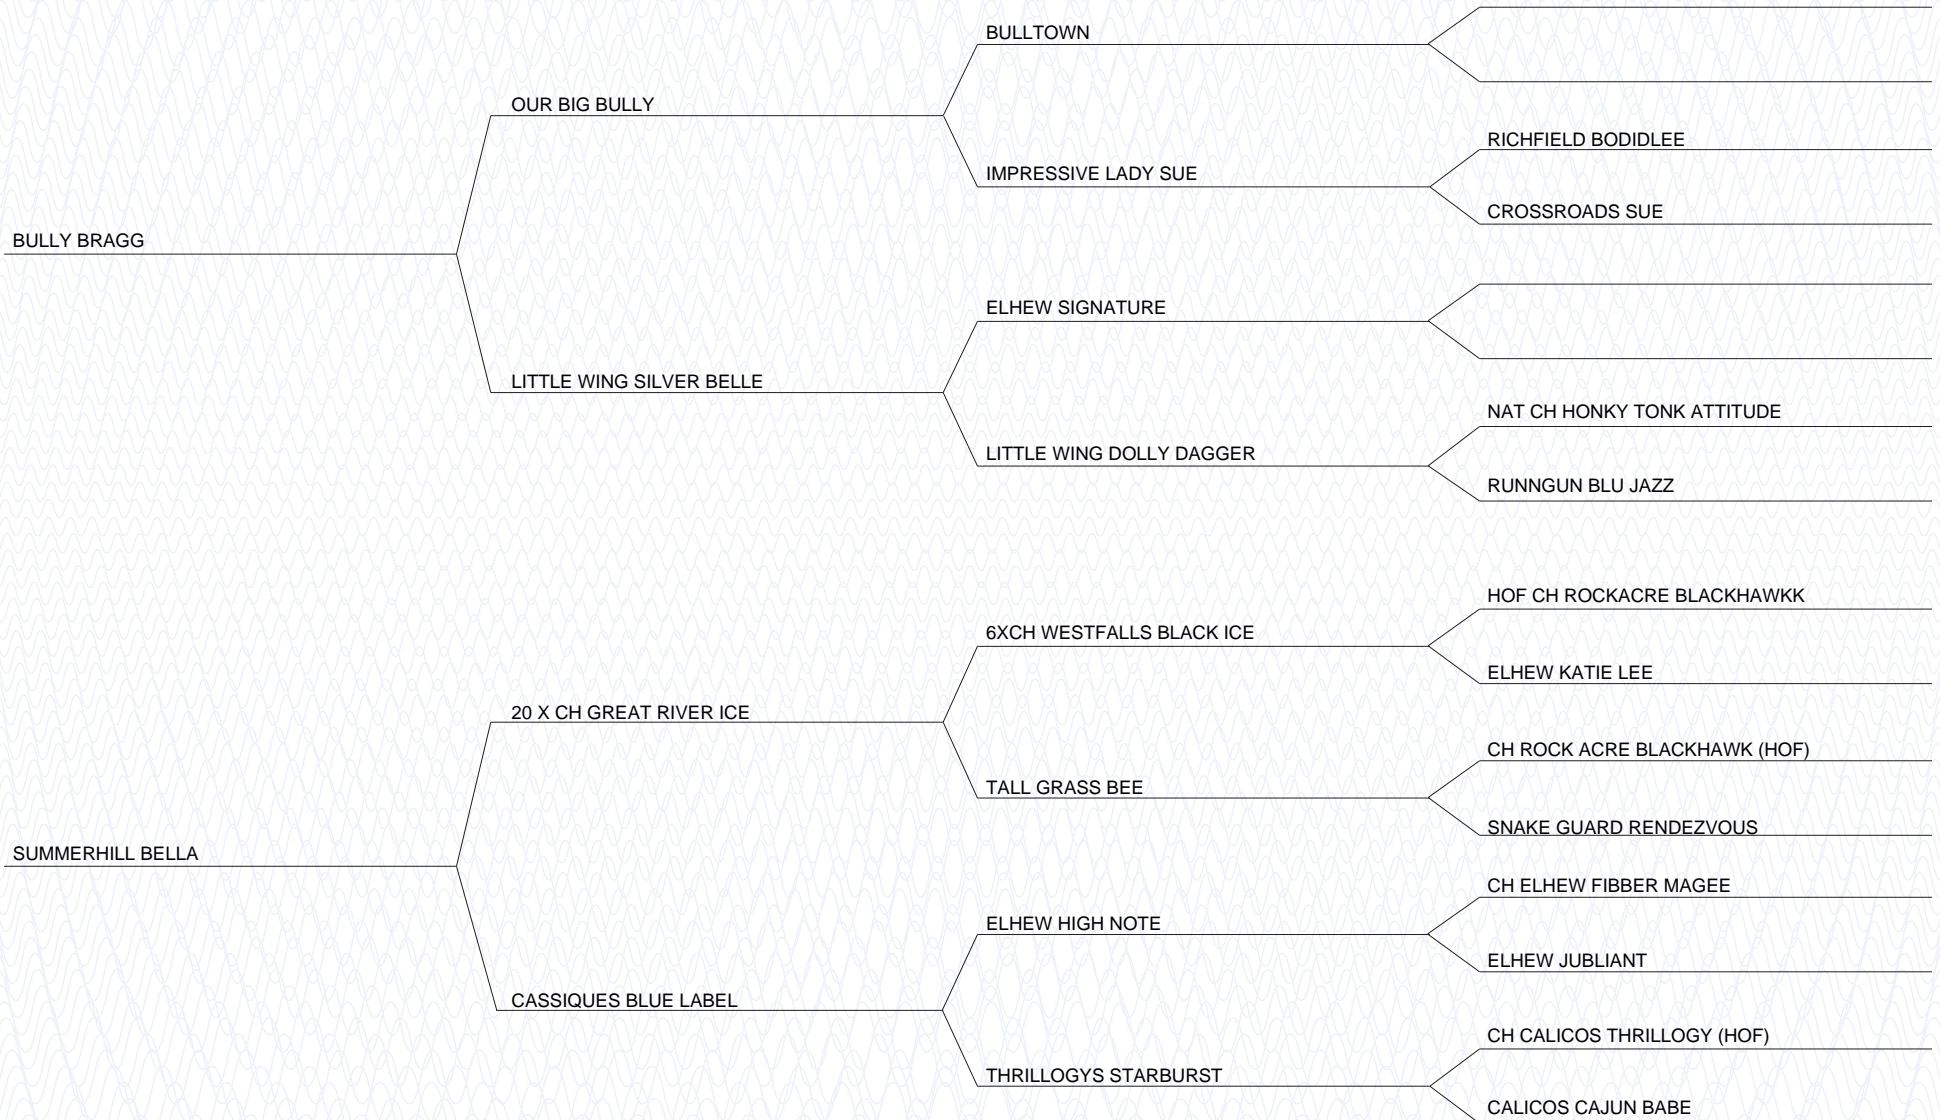 BULLTOWN
OUR BIG BULLY
RICHFIELD BODIDLEE
IMPRESSIVE LADY SUE
CROSSROADS SUE
BULLY BRAGG
ELHEW SIGNATURE
LITTLE WING SILVER BELLE
NAT CH HONKY TONK ATTITUDE
LITTLE WING DOLLY DAGGER
RUNNGUN BLU JAZZ
HOF CH ROCKACRE BLACKHAWKK
6XCH WESTFALLS BLACK ICE
ELHEW KATIE LEE
20 X CH GREAT RIVER ICE
CH ROCK ACRE BLACKHAWK (HOF)
TALL GRASS BEE
SNAKE GUARD RENDEZVOUS
SUMMERHILL BELLA
CH ELHEW FIBBER MAGEE
ELHEW HIGH NOTE
ELHEW JUBLIANT
CASSIQUES BLUE LABEL
CH CALICOS THRILLOGY (HOF)
THRILLOGYS STARBURST
CALICOS CAJUN BABE